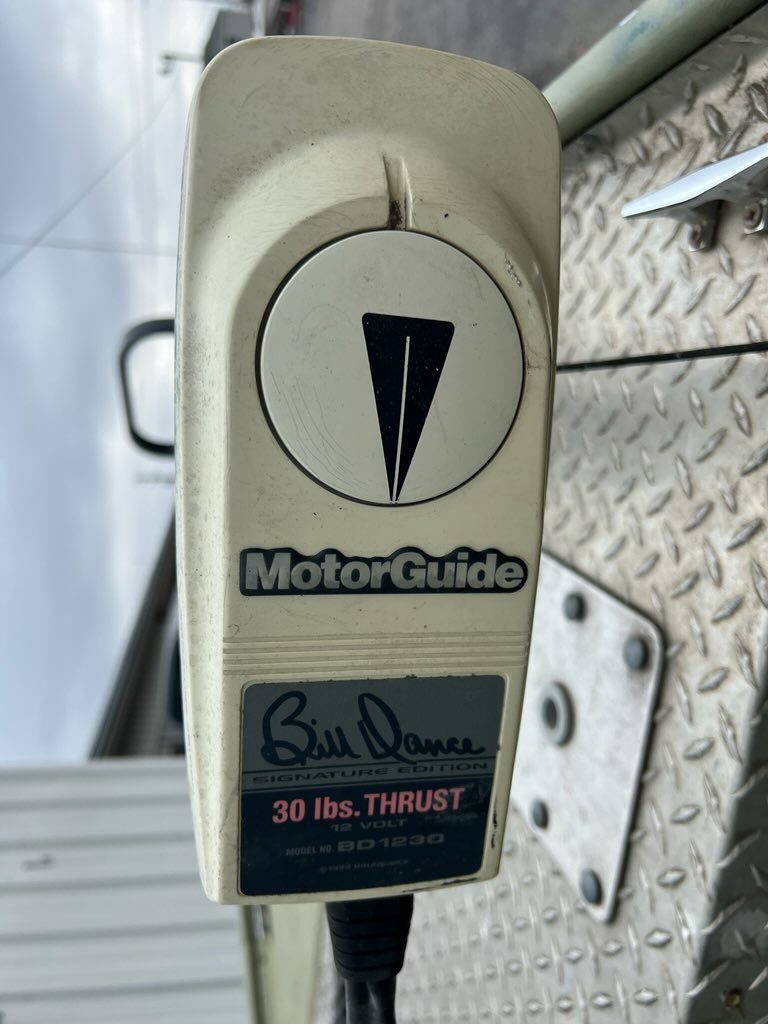 MotorGuide
Bill Dance
SIGNATURE EDITION
30 lbs. THRUST
12 VOLT
MODEL NO. BD1230